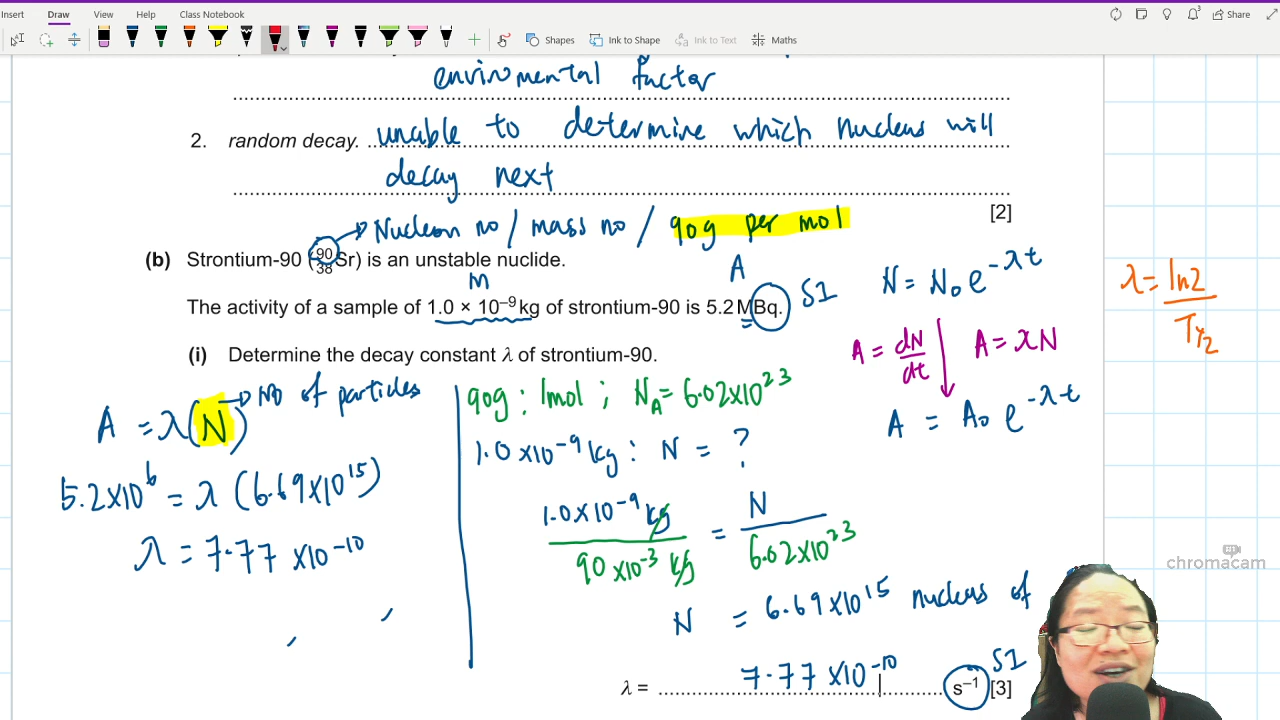 Insert Draw View Help Class Notebook Share
Shapes Ink to Shape Ink to Text Maths
enviromental factor
2. random decay. unable to determine which nucleus will
decay next
[2]
Nucleon no / mass no / 90g per mol
(b) Strontium-90 (90 38 Sr) is an unstable nuclide.
M A
The activity of a sample of 1.0 × 10⁻⁹ kg of strontium-90 is 5.2 MBq. SI
N = N₀ e^-λt
λ = ln2 / T½
A = dN/dt A = λN
A = A₀ e^-λt
(i) Determine the decay constant λ of strontium-90.
A = λ(N) → No of particles
5.2×10⁶ = λ (6.69×10¹⁵)
λ = 7.77 ×10⁻¹⁰
90g : 1mol ; N_A = 6.02×10²³
1.0×10⁻⁹ kg : N = ?
1.0×10⁻⁹ kg / 90×10⁻³ kg = N / 6.02×10²³
N = 6.69×10¹⁵ nucleus of
λ = 7.77 ×10⁻¹⁰ s⁻¹ [3] SI
chromacam